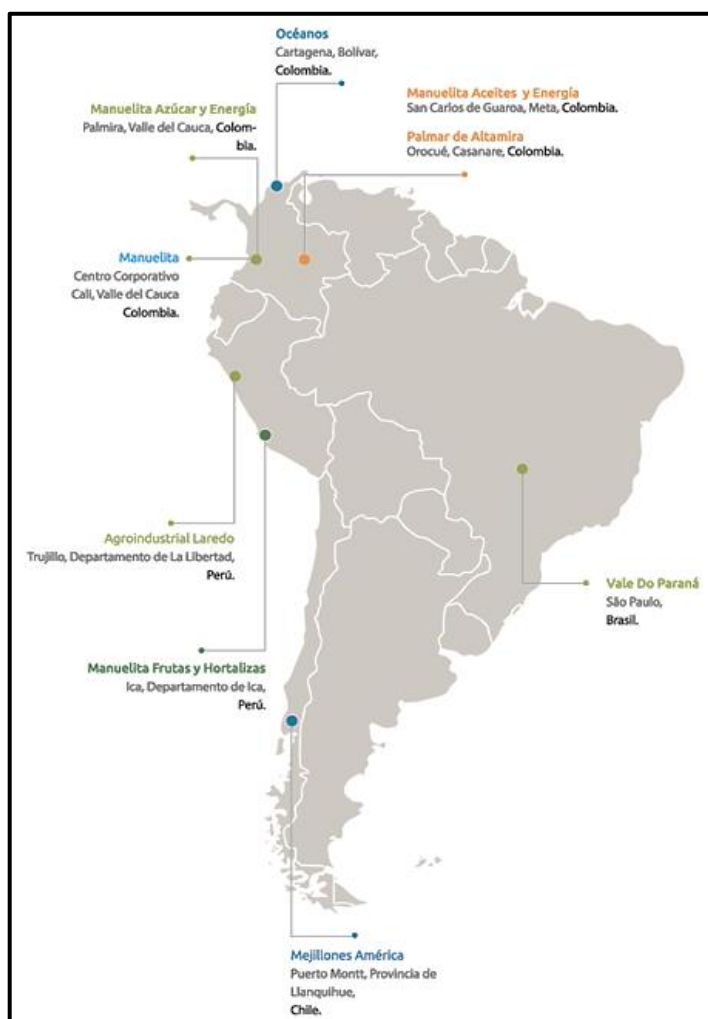 Océanos
Cartagena, Bolívar,
Colombia.
Manuelita Azúcar y Energía
Palmira, Valle del Cauca, Colom-
bia.
Manuelita Aceites y Energía
San Carlos de Guaroa, Meta, Colombia.
Palmar de Altamira
Orocué, Casanare, Colombia.
Manuelita
Centro Corporativo
Cali, Valle del Cauca
Colombia.
Agroindustrial Laredo
Trujillo, Departamento de La Libertad,
Perú.
Vale Do Paraná
São Paulo,
Brasil.
Manuelita Frutas y Hortalizas
Ica, Departamento de Ica,
Perú.
Mejillones América
Puerto Montt, Provincia de
Llanquihue,
Chile.